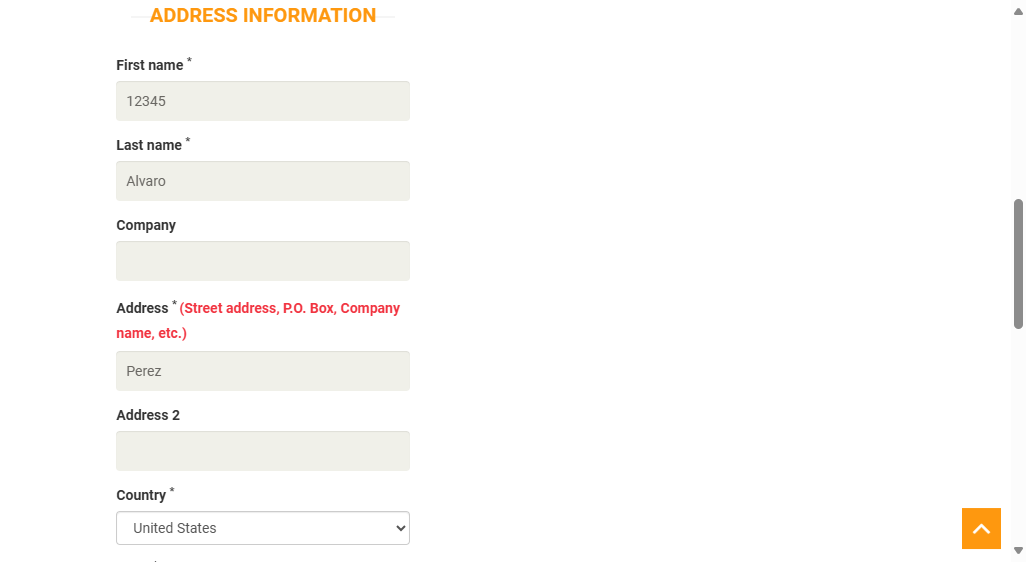 ADDRESS INFORMATION
First name *
12345
Last name *
Alvaro
Company
Address * (Street address, P.O. Box, Company
name, etc.)
Perez
Address 2
Country *
United States